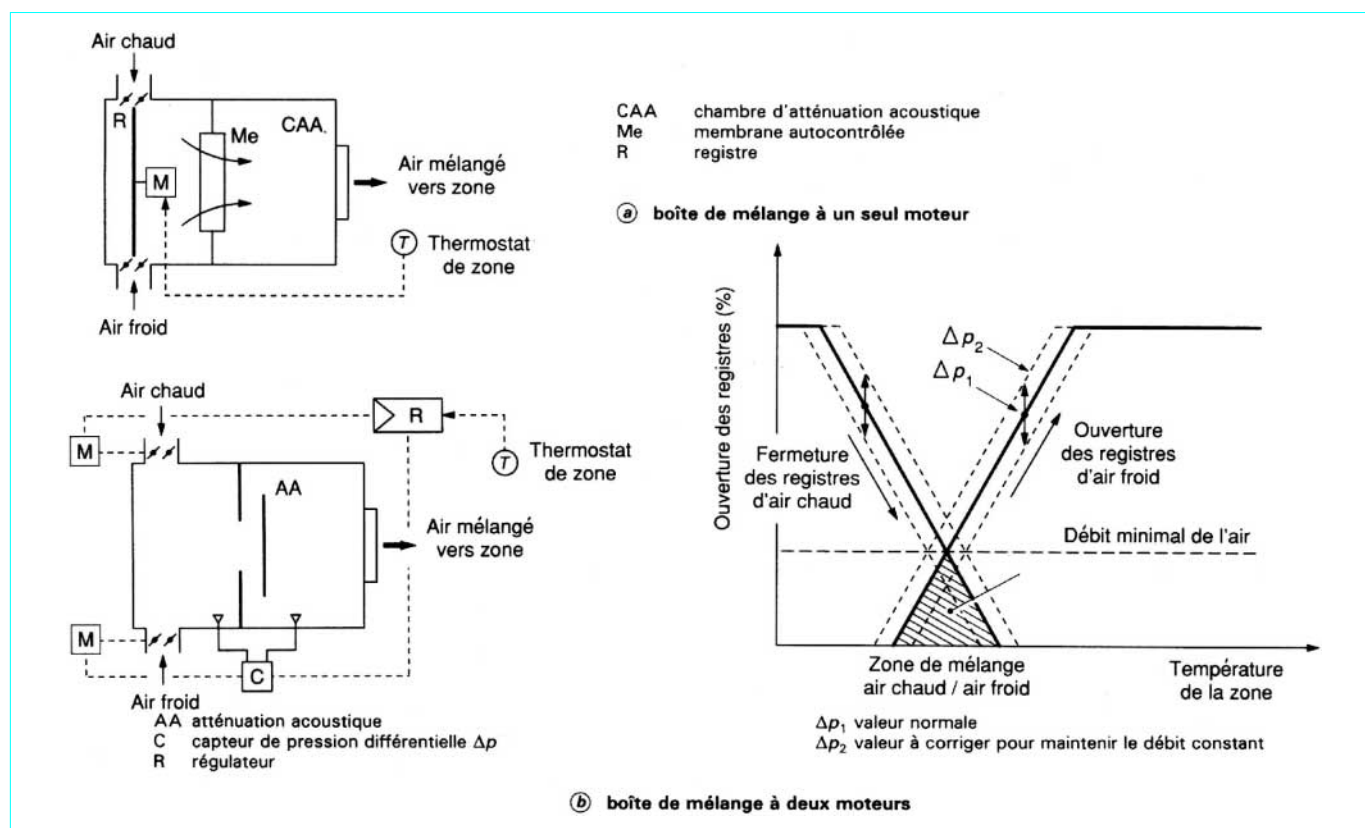 Air chaud
R
Me
CAA
M
Air mélangé
vers zone
T
Thermostat
de zone
Air froid
CAA chambre d'atténuation acoustique
Me membrane autocontrôlée
R registre
a boîte de mélange à un seul moteur
Air chaud
M
R
T
Thermostat
de zone
AA
Air mélangé
vers zone
M
C
Air froid
AA atténuation acoustique
C capteur de pression différentielle Δp
R régulateur
Ouverture des registres (%)
Δp2
Δp1
Fermeture
des registres
d'air chaud
Ouverture
des registres
d'air froid
Débit minimal de l'air
Zone de mélange
air chaud / air froid
Température
de la zone
Δp1 valeur normale
Δp2 valeur à corriger pour maintenir le débit constant
b boîte de mélange à deux moteurs